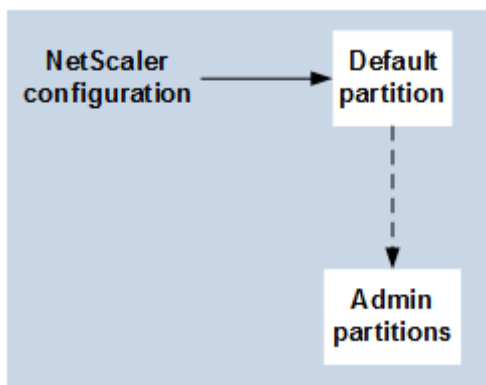 NetScaler
configuration
Default
partition
Admin
partitions